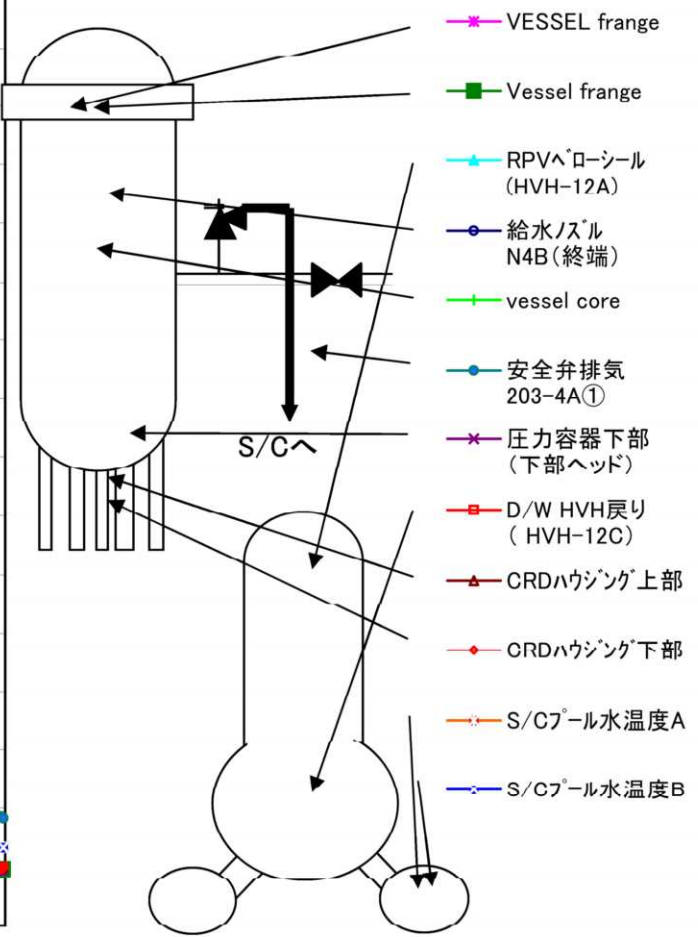 VESSEL frange
Vessel frange
RPVベローシール
(HVH-12A)
給水ノズル
N4B(終端)
vessel core
安全弁排気
203-4A①
S/Cへ
圧力容器下部
(下部ヘッド)
D/W HVH戻り
( HVH-12C)
CRDハウジング上部
CRDハウジング下部
S/Cプール水温度A
S/Cプール水温度B